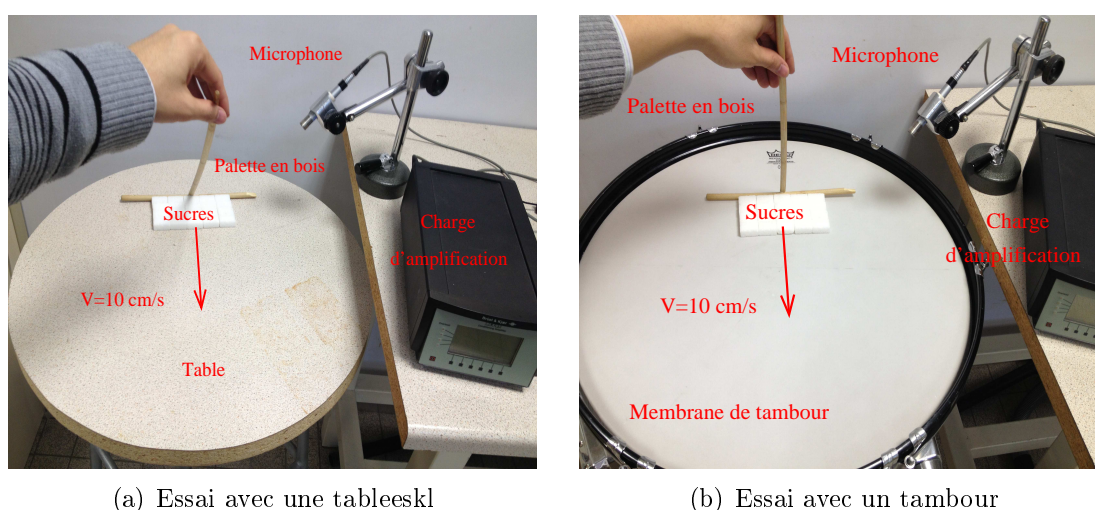 Microphone
Palette en bois
Sucres
Charge
d'amplification
V=10 cm/s
Table
(a) Essai avec une tableeskl
Microphone
Palette en bois
Sucres
Charge
d'amplification
V=10 cm/s
Membrane de tambour
(b) Essai avec un tambour